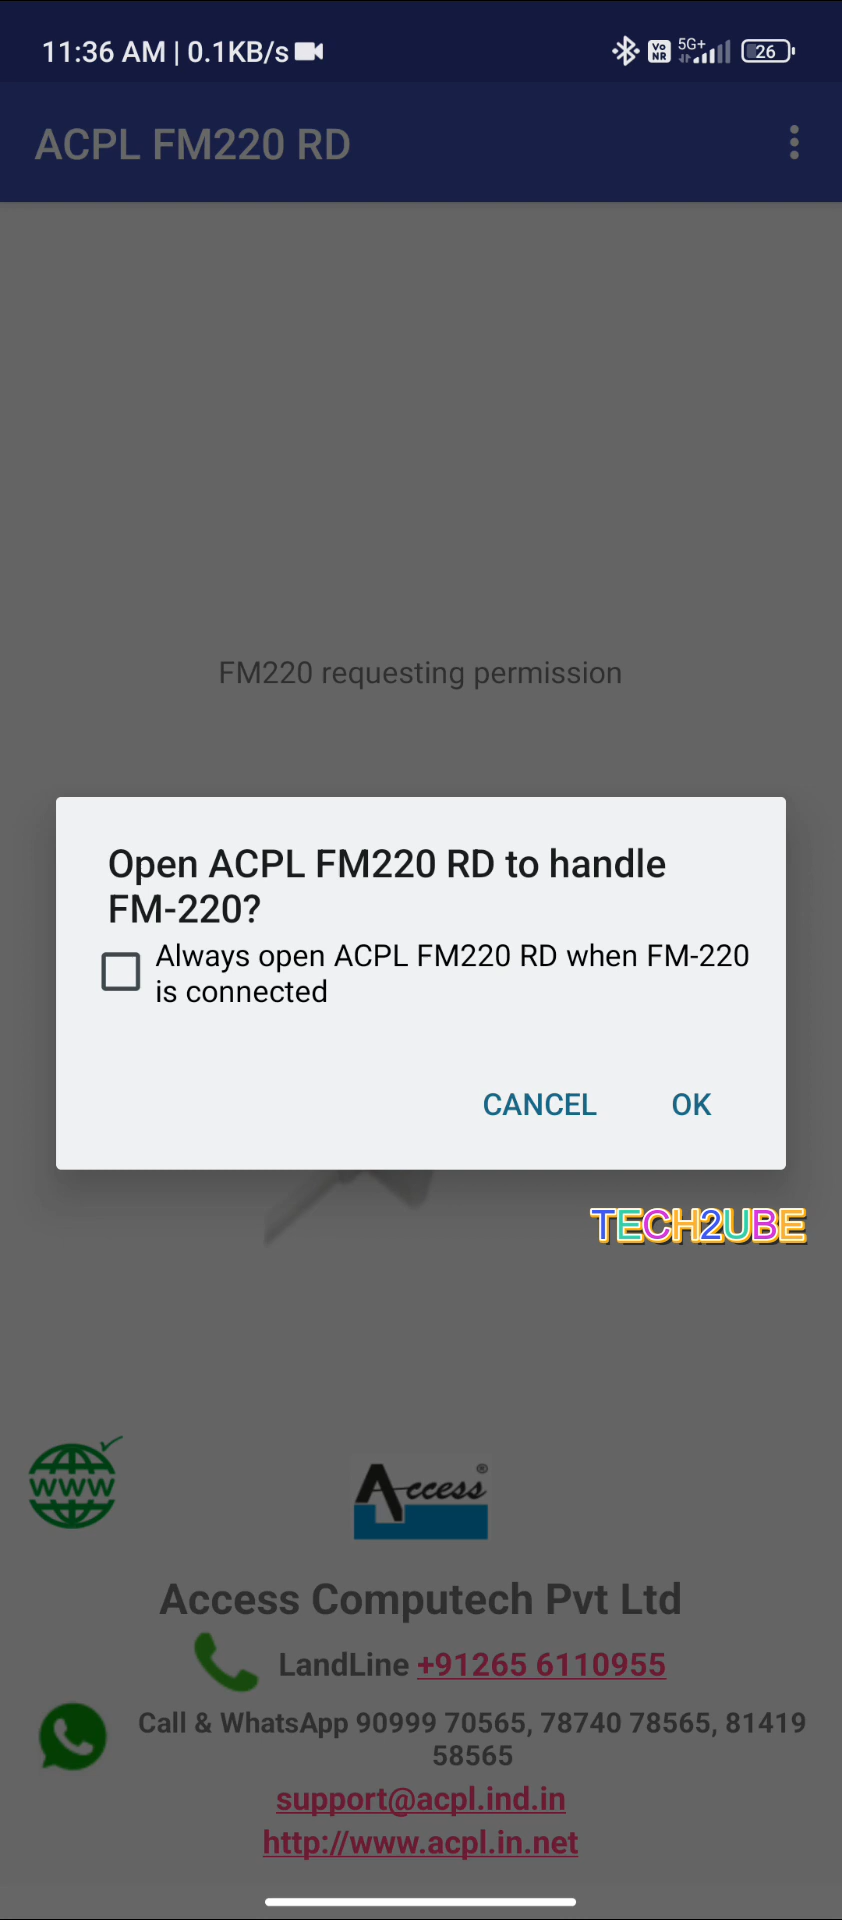 11:36 AM | 0.1KB/s
Vo
NR
5G+
26
ACPL FM220 RD
FM220 requesting permission
Open ACPL FM220 RD to handle
FM-220?
Always open ACPL FM220 RD when FM-220
is connected
CANCEL OK
TECH2UBE
WWW
Access ®
Access Computech Pvt Ltd
LandLine +91265 6110955
Call & WhatsApp 90999 70565, 78740 78565, 81419
58565
support@acpl.ind.in
http://www.acpl.in.net